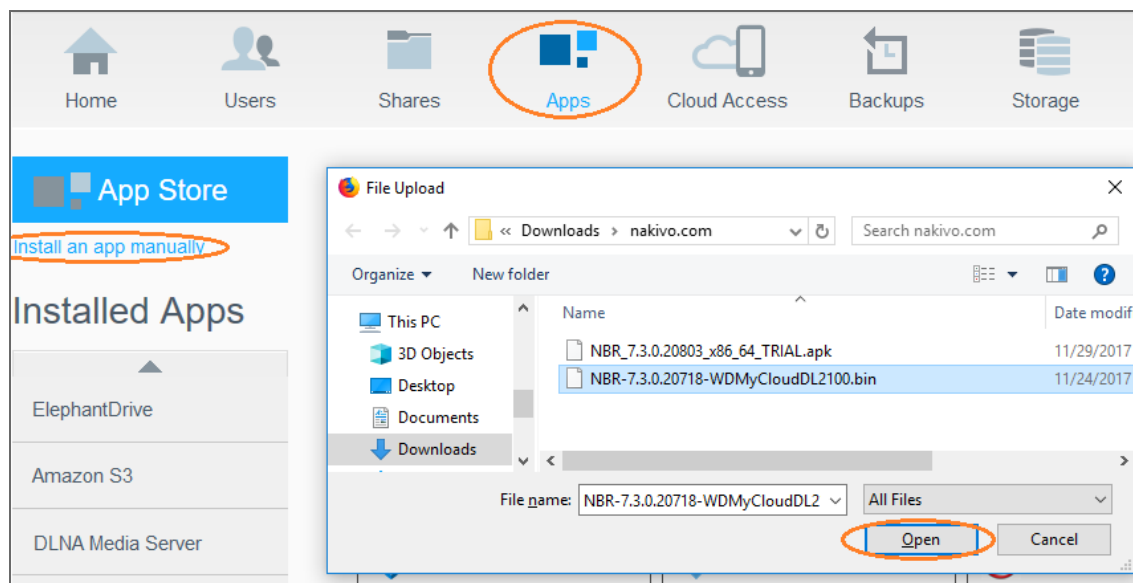 Home Users Shares Apps Cloud Access Backups Storage
App Store
Install an app manually
Installed Apps
ElephantDrive
Amazon S3
DLNA Media Server
File Upload
« Downloads › nakivo.com
Search nakivo.com
Organize New folder
This PC
3D Objects
Desktop
Documents
Downloads
Name Date modif
NBR_7.3.0.20803_x86_64_TRIAL.apk 11/29/2017
NBR-7.3.0.20718-WDMyCloudDL2100.bin 11/24/2017
File name: NBR-7.3.0.20718-WDMyCloudDL2 All Files
Open Cancel